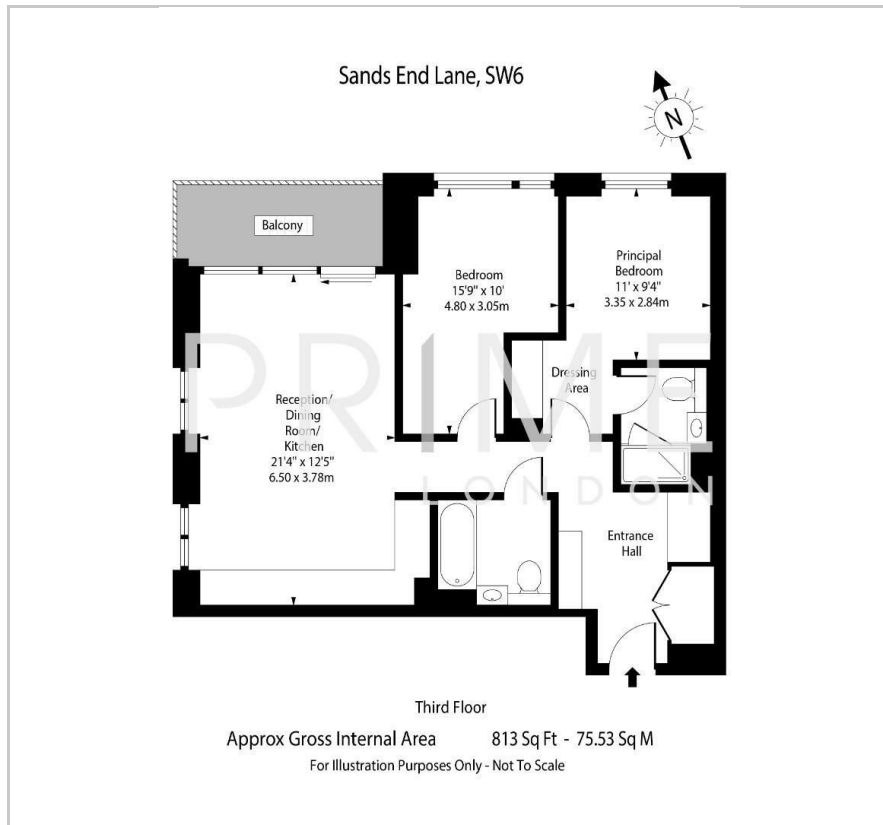 Sands End Lane, SW6
N
Balcony
Bedroom
15'9" x 10'
4.80 x 3.05m
Principal
Bedroom
11' x 9'4"
3.35 x 2.84m
PRIME
LONDON
Dressing
Area
Reception/
Dining
Room/
Kitchen
21'4" x 12'5"
6.50 x 3.78m
Entrance
Hall
Third Floor
Approx Gross Internal Area 813 Sq Ft - 75.53 Sq M
For Illustration Purposes Only - Not To Scale